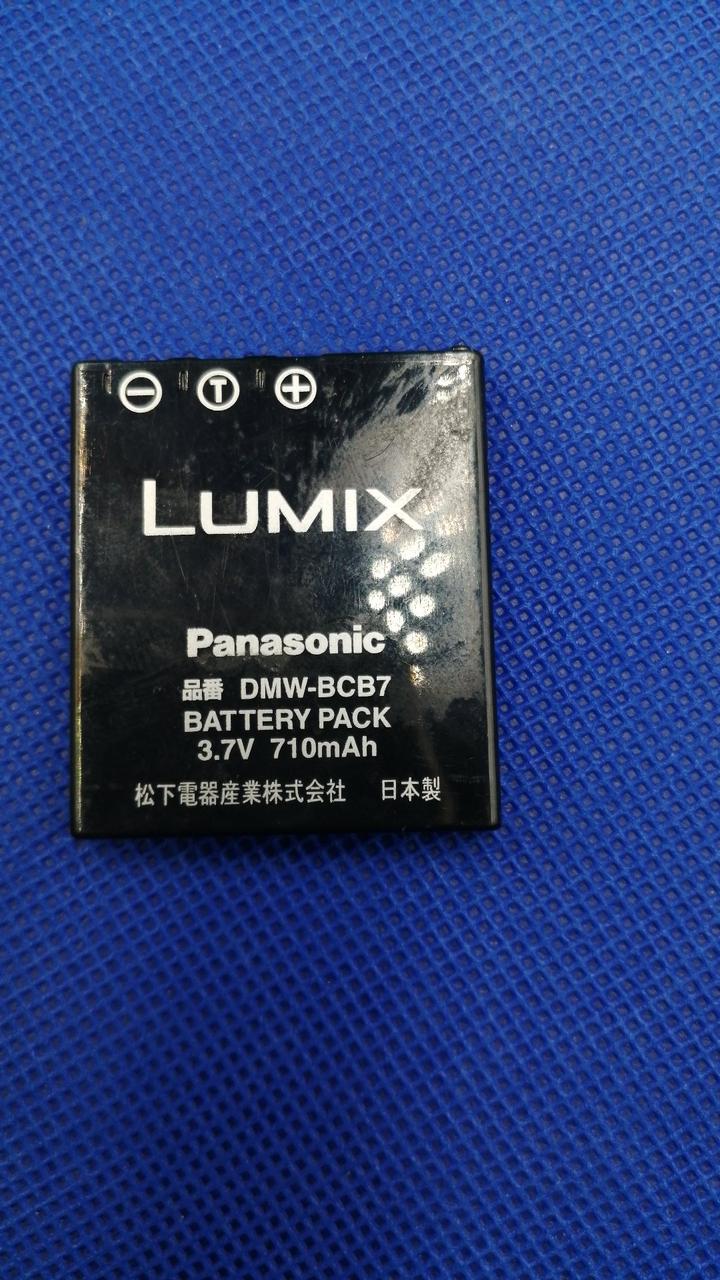 ⊖ Ⓣ ⊕
LUMIX
Panasonic
品番 DMW-BCB7
BATTERY PACK
3.7V 710mAh
松下電器産業株式会社 日本製